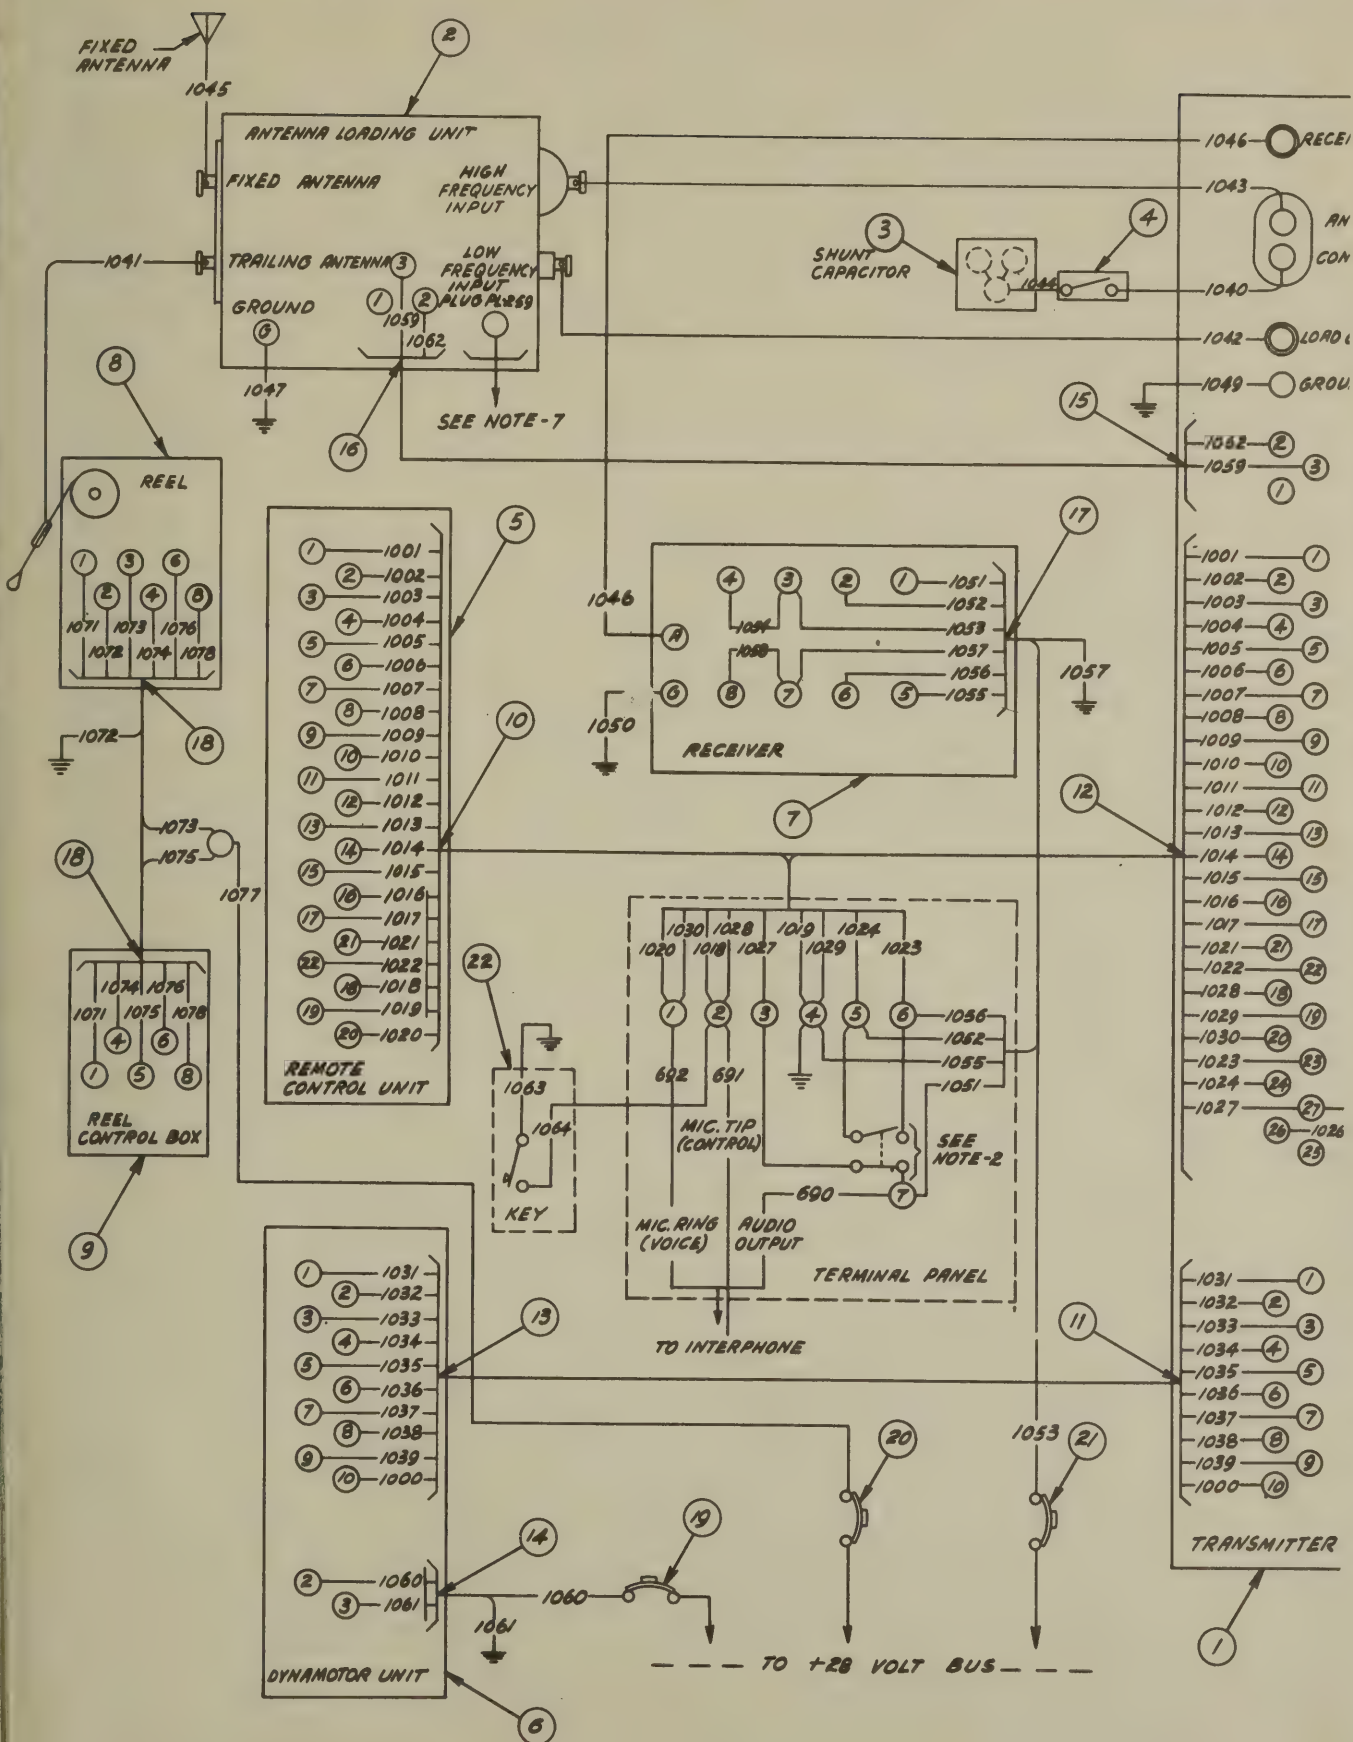 FIXED
ANTENNA
1045
2
ANTENNA LOADING UNIT
FIXED ANTENNA
HIGH
FREQUENCY
INPUT
TRAILING ANTENNA
3
LOW
FREQUENCY
INPUT
PLUG PL-259
1
2
1059
1062
GROUND
G
1047
1041
SEE NOTE-7
16
1046
1043
3
SHUNT
CAPACITOR
4
1044
1040
1042
1049
15
1062 2
1059 3
1
8
REEL
1 3 6
2 4 8
1071 1073 1076
1072 1074 1078
1072
18
1073
1075
1077
18
1074 1076
1071 1075 1078
4 6
1 5 8
REEL
CONTROL BOX
9
5
1 1001
2 1002
3 1003
4 1004
5 1005
6 1006
7 1007
8 1008
9 1009
10 1010
11 1011
12 1012
13 1013
14 1014
15 1015
16 1016
17 1017
21 1021
22 1022
18 1018
19 1019
20 1020
REMOTE
CONTROL UNIT
10
1046
A
4 3 2 1 1051
1052
1054 1053
1058 1057
1056
G 8 7 6 5 1055
1050
RECEIVER
7
17
1057
12
1001 1
1002 2
1003 3
1004 4
1005 5
1006 6
1007 7
1008 8
1009 9
1010 10
1011 11
1012 12
1013 13
1014 14
1015 15
1016 16
1017 17
1021 21
1022 22
1028 18
1029 19
1030 20
1023 23
1024 24
1027 27
26 1026
25
1030 1028 1019 1024
1020 1018 1027 1029 1023
1 2 3 4 5 6 1056
1052
1055
1051
692 691
MIC. TIP
(CONTROL)
SEE
NOTE-2
690 7
MIC. RING
(VOICE)
AUDIO
OUTPUT
TERMINAL PANEL
TO INTERPHONE
22
1063
1064
KEY
1 1031
2 1032
3 1033
4 1034
5 1035
6 1036
7 1037
8 1038
9 1039
10 1000
13
14
2 1060
3 1061
1060
1061
DYNAMOTOR UNIT
6
19
20
1053
21
TO +28 VOLT BUS
11
1031 1
1032 2
1033 3
1034 4
1035 5
1036 6
1037 7
1038 8
1039 9
1000 10
TRANSMITTER
1